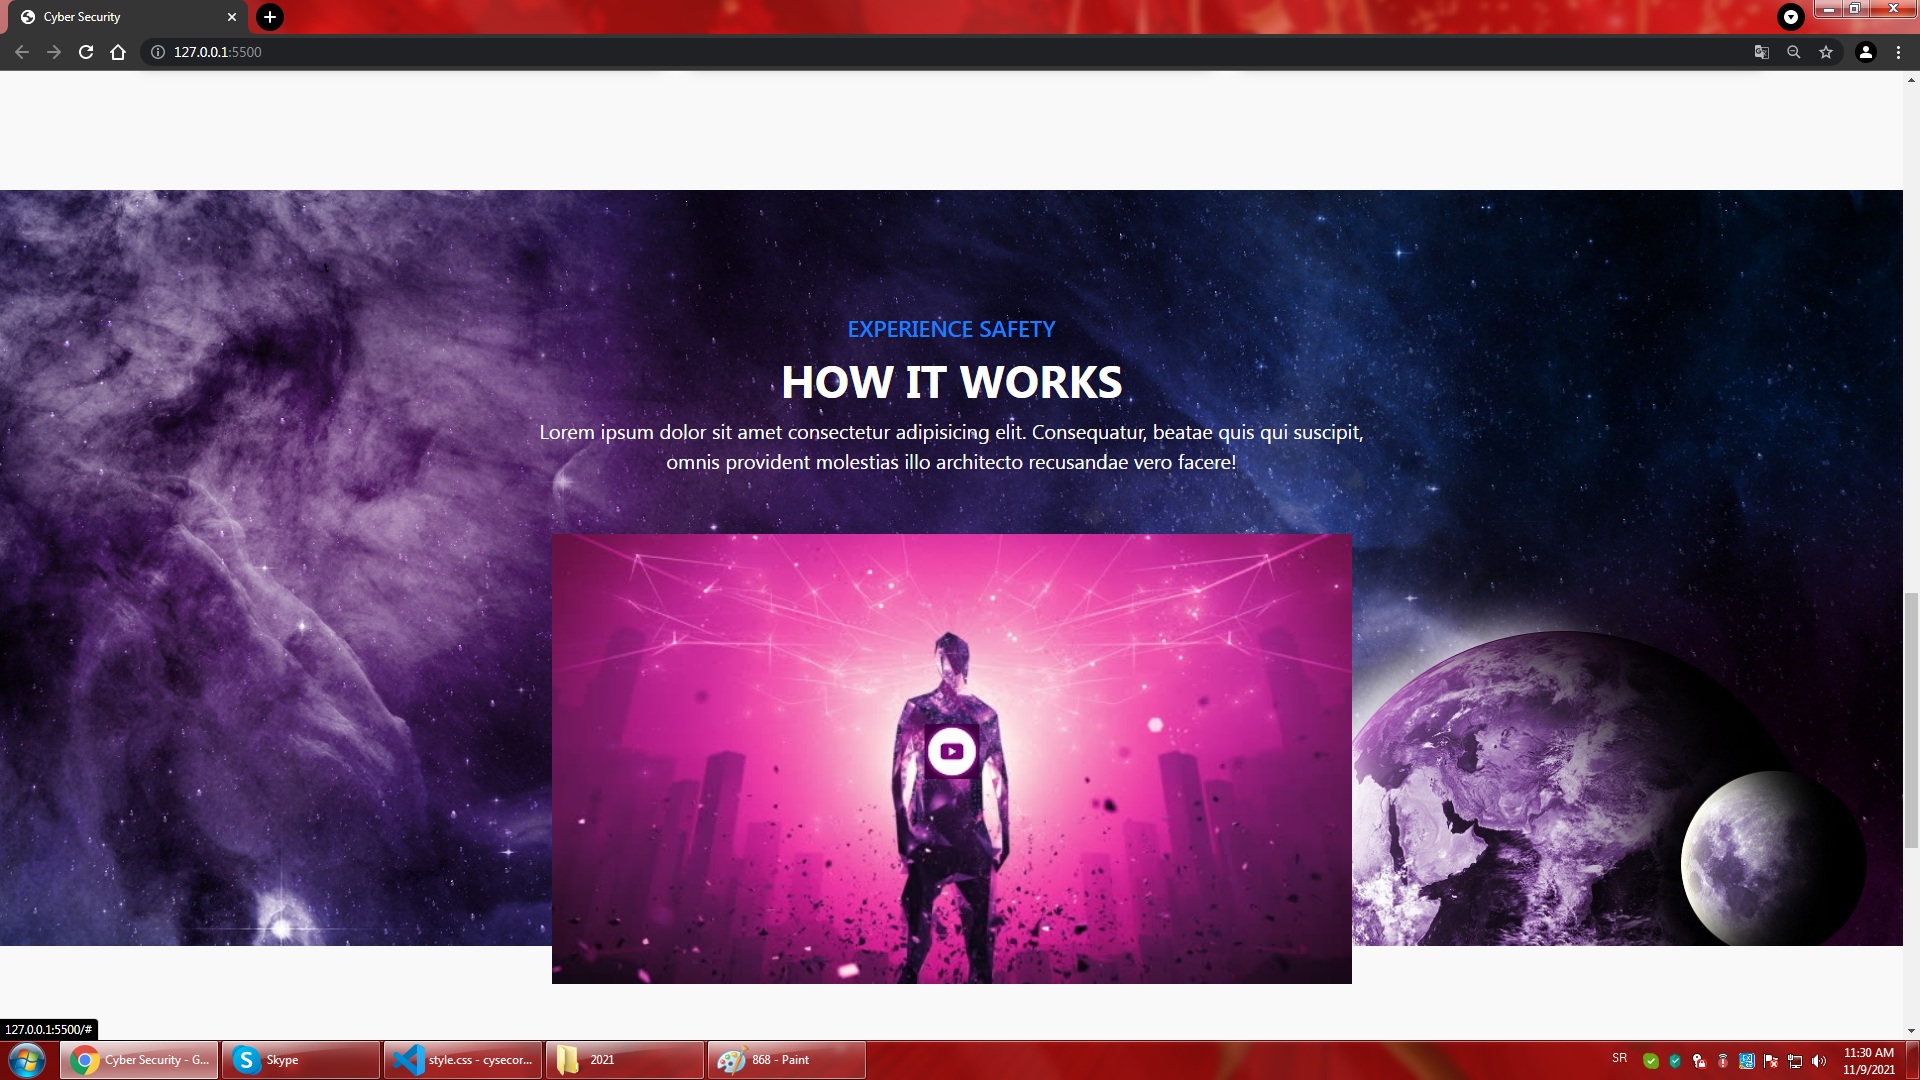 Cyber Security
127.0.0.1:5500
EXPERIENCE SAFETY
HOW IT WORKS
Lorem ipsum dolor sit amet consectetur adipisicing elit. Consequatur, beatae quis qui suscipit,
omnis provident molestias illo architecto recusandae vero facere!
127.0.0.1:5500/#
Cyber Security - G...
Skype
style.css - cysecor...
2021
868 - Paint
SR
11:30 AM
11/9/2021